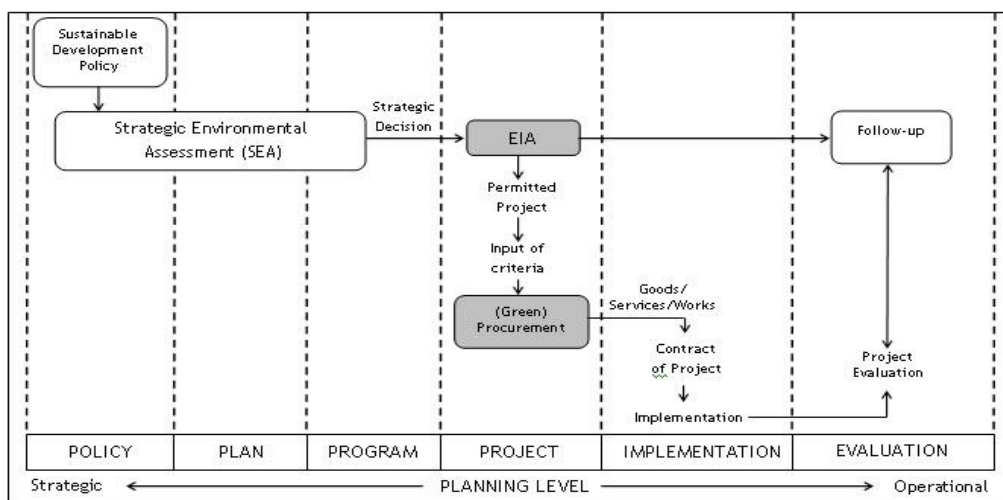 Sustainable
Development
Policy
Strategic Environmental
Assessment (SEA)
Strategic
Decision
EIA
Follow-up
Permitted
Project
Input of
criteria
(Green)
Procurement
Goods/
Services/Works
Contract
of Project
Implementation
Project
Evaluation
POLICY
PLAN
PROGRAM
PROJECT
IMPLEMENTATION
EVALUATION
Strategic
PLANNING LEVEL
Operational